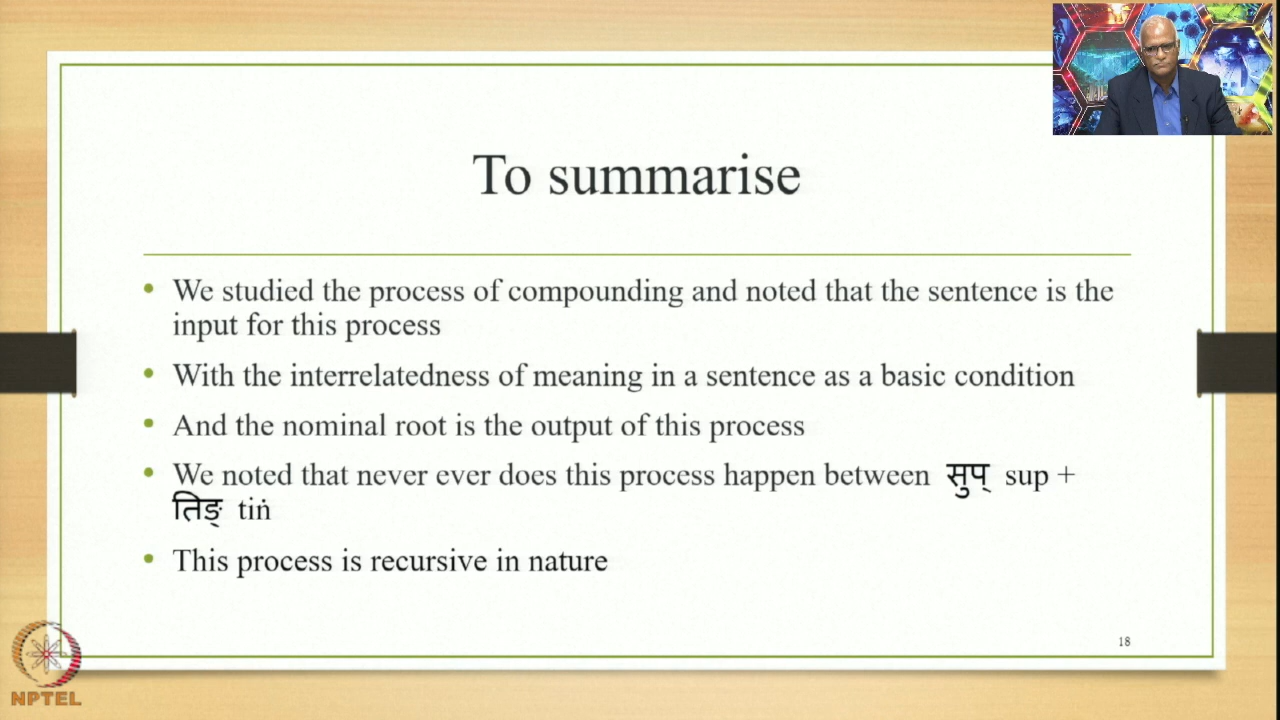 To summarise
• We studied the process of compounding and noted that the sentence is the
input for this process
• With the interrelatedness of meaning in a sentence as a basic condition
• And the nominal root is the output of this process
• We noted that never ever does this process happen between सुप् sup +
तिङ् tiṅ
• This process is recursive in nature
18
NPTEL